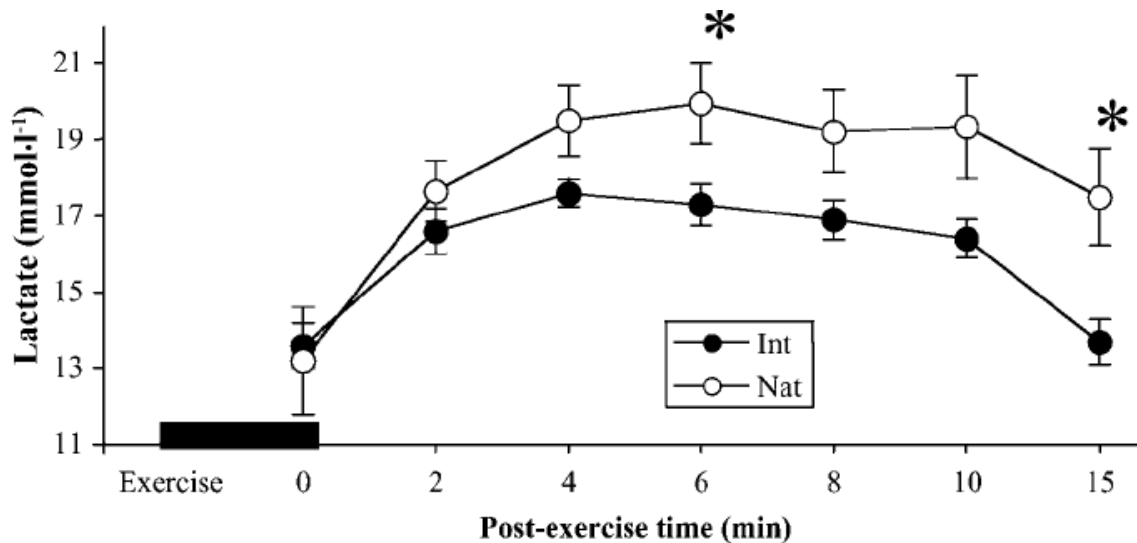 *
21
19
*
17
15
13
11
Lactate (mmol·l⁻¹)
Int
Nat
Exercise 0 2 4 6 8 10 15
Post-exercise time (min)